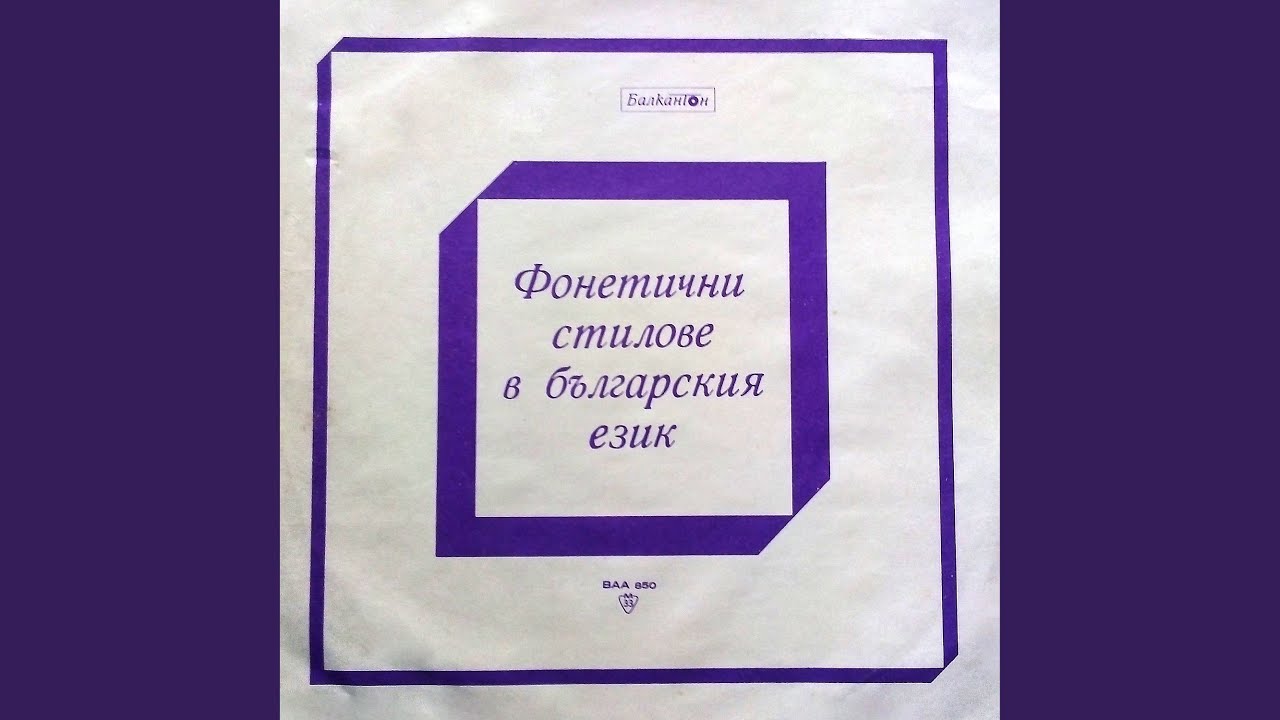 Балкантон
Фонетични
стилове
в българския
език
ВАА 850
М
33